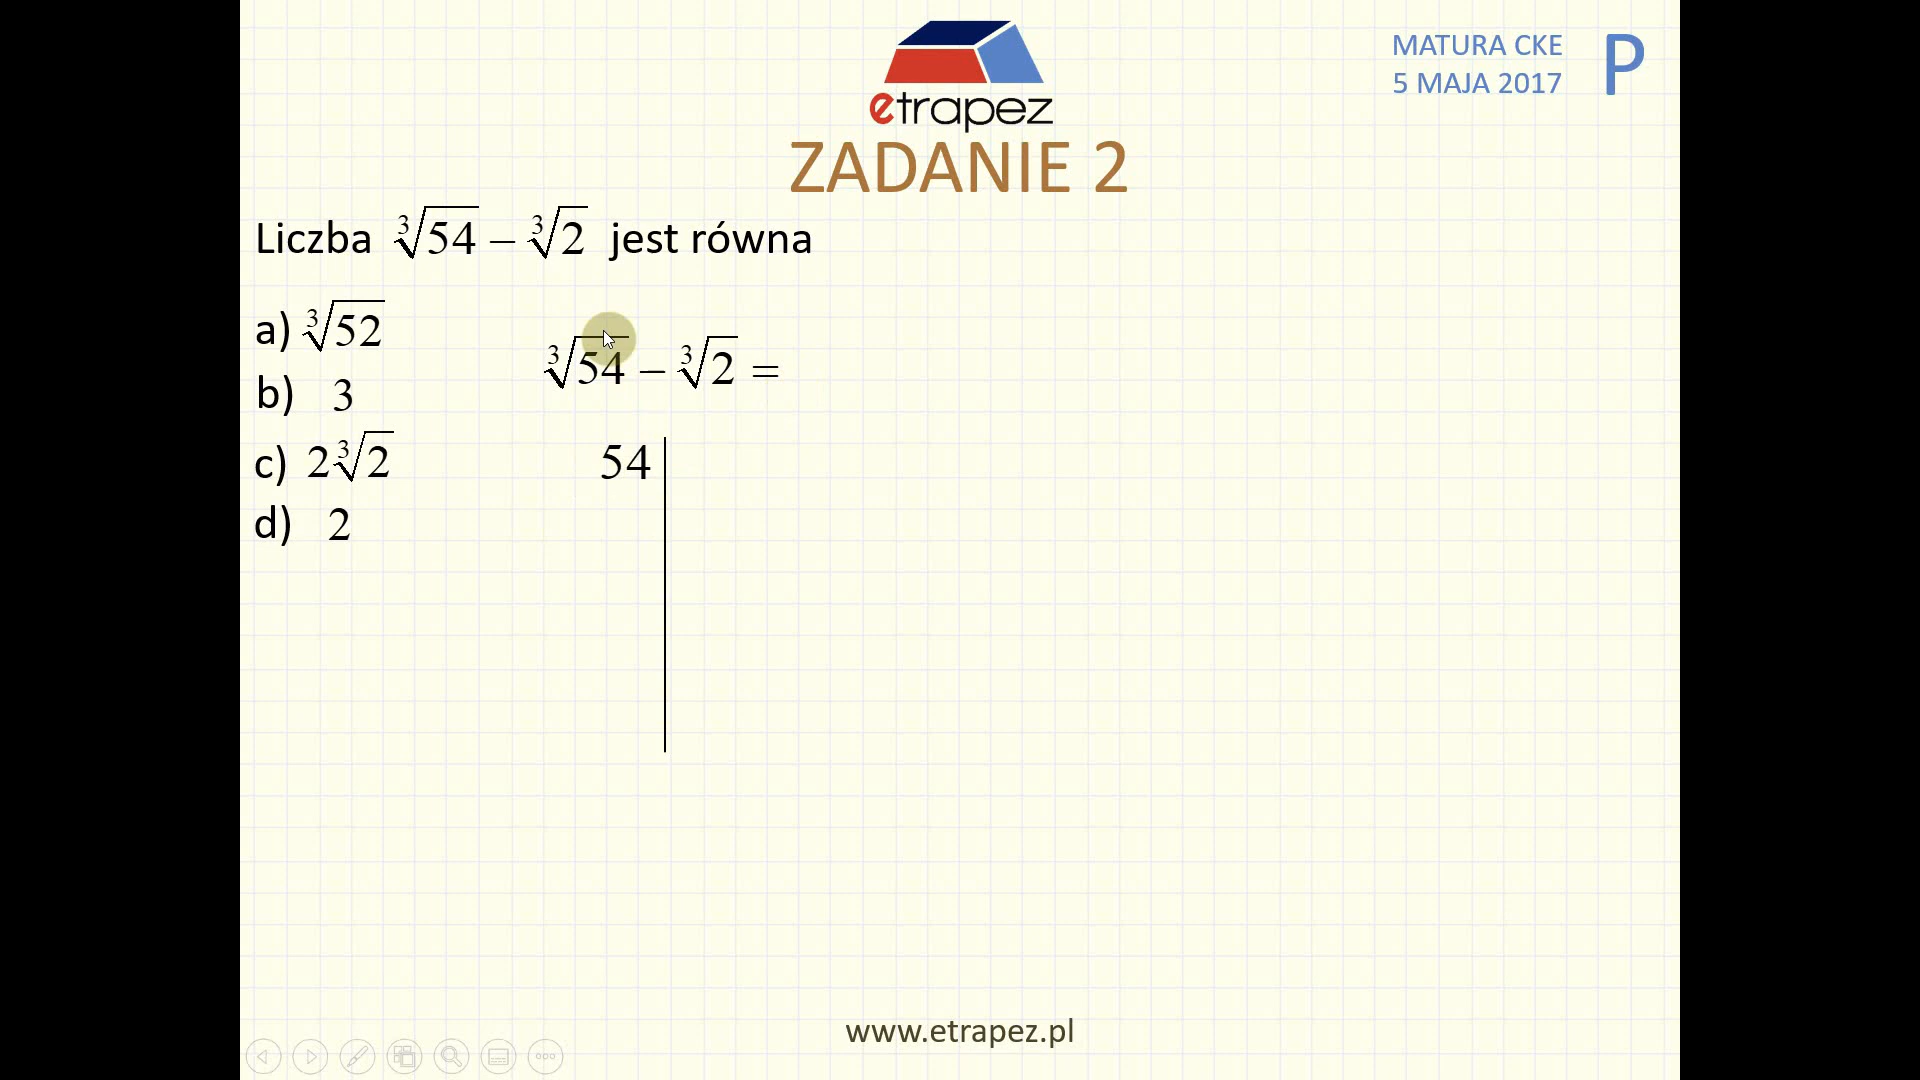 etrapez
MATURA CKE
5 MAJA 2017
P
ZADANIE 2
Liczba ∛54 − ∛2 jest równa
a) ∛52
b) 3
c) 2∛2
d) 2
∛54 − ∛2 =
54
www.etrapez.pl